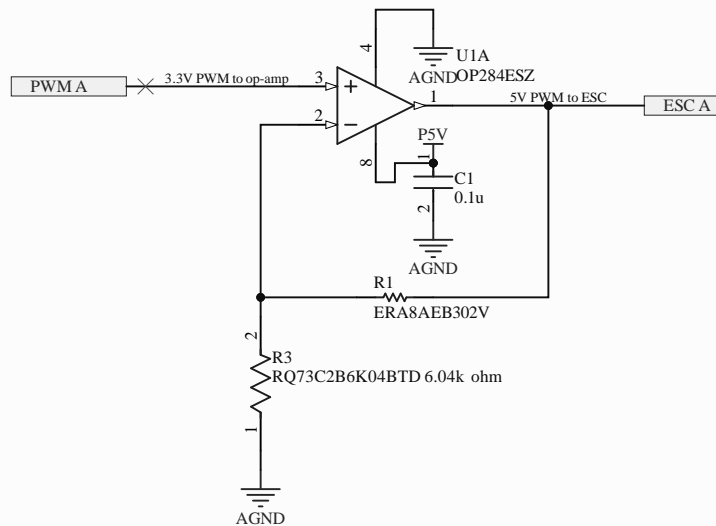 4
U1A
AGND
OP284ESZ
PWM A
3.3V PWM to op-amp
3
1
5V PWM to ESC
ESC A
2
P5V
8
1
C1
0.1u
2
AGND
R1
ERA8AEB302V
2
R3
RQ73C2B6K04BTD 6.04k ohm
1
AGND